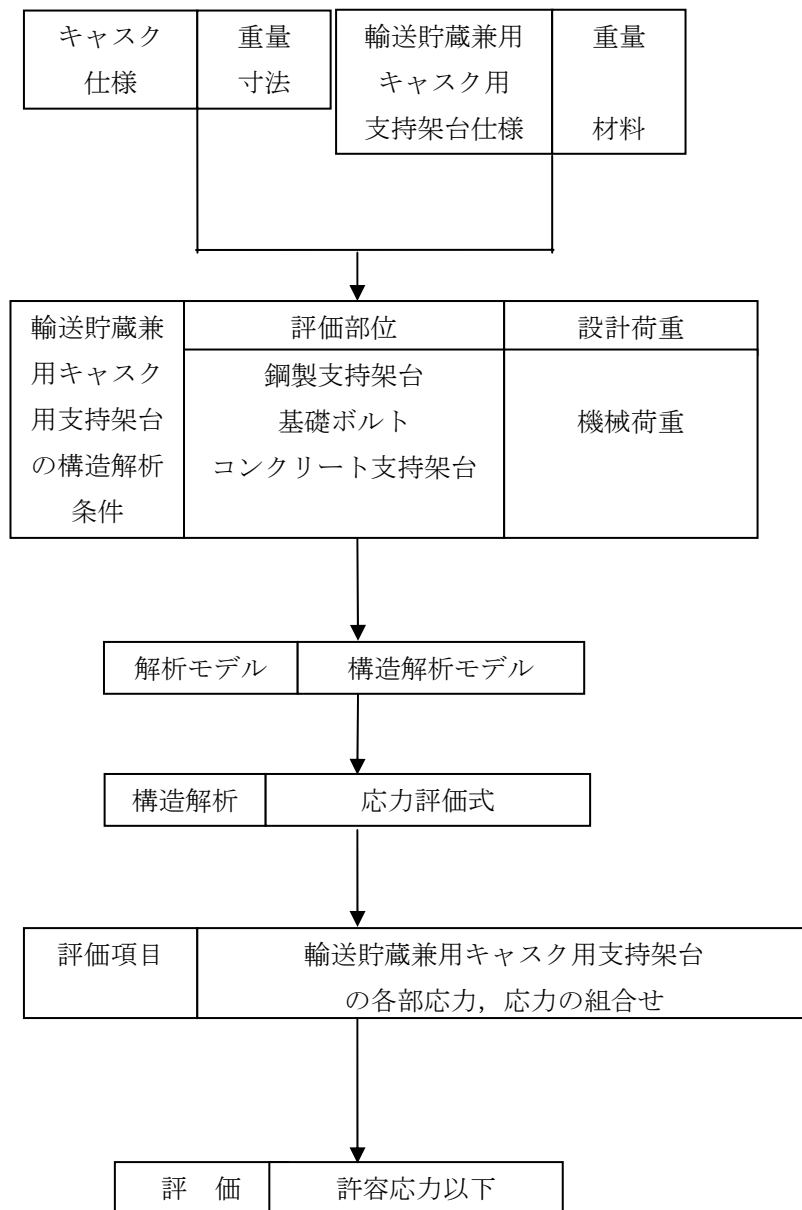 キャスク
仕様
重量
寸法
輸送貯蔵兼用
キャスク用
支持架台仕様
重量
材料
輸送貯蔵兼
用キャスク
用支持架台
の構造解析
条件
評価部位
鋼製支持架台
基礎ボルト
コンクリート支持架台
設計荷重
機械荷重
解析モデル
構造解析モデル
構造解析
応力評価式
評価項目
輸送貯蔵兼用キャスク用支持架台
の各部応力，応力の組合せ
評　価
許容応力以下